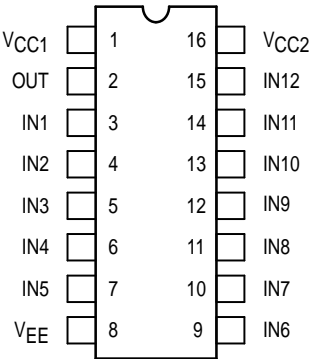 VCC1 1 16 VCC2
OUT 2 15 IN12
IN1 3 14 IN11
IN2 4 13 IN10
IN3 5 12 IN9
IN4 6 11 IN8
IN5 7 10 IN7
VEE 8 9 IN6